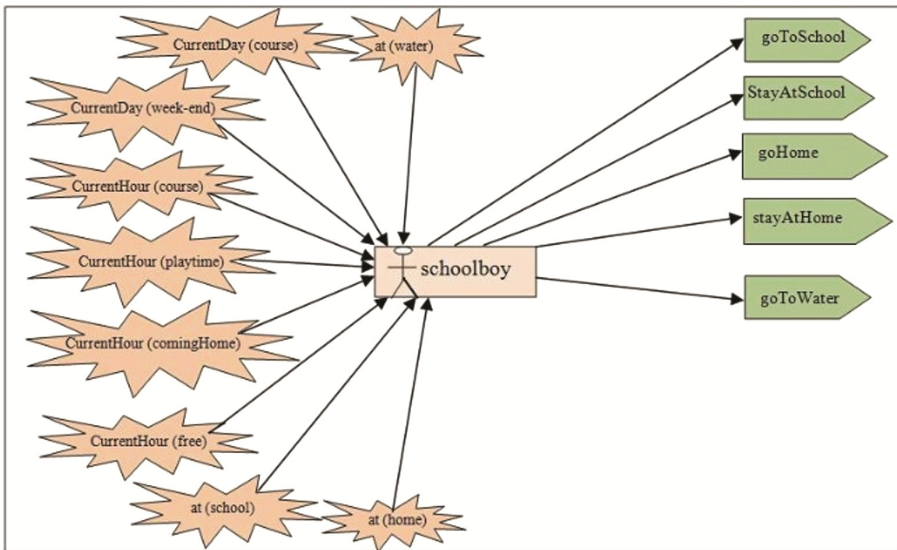 CurrentDay (course)
at (water)
CurrentDay (week-end)
CurrentHour (course)
CurrentHour (playtime)
CurrentHour (comingHome)
CurrentHour (free)
at (school)
at (home)
schoolboy
goToSchool
StayAtSchool
goHome
stayAtHome
goToWater